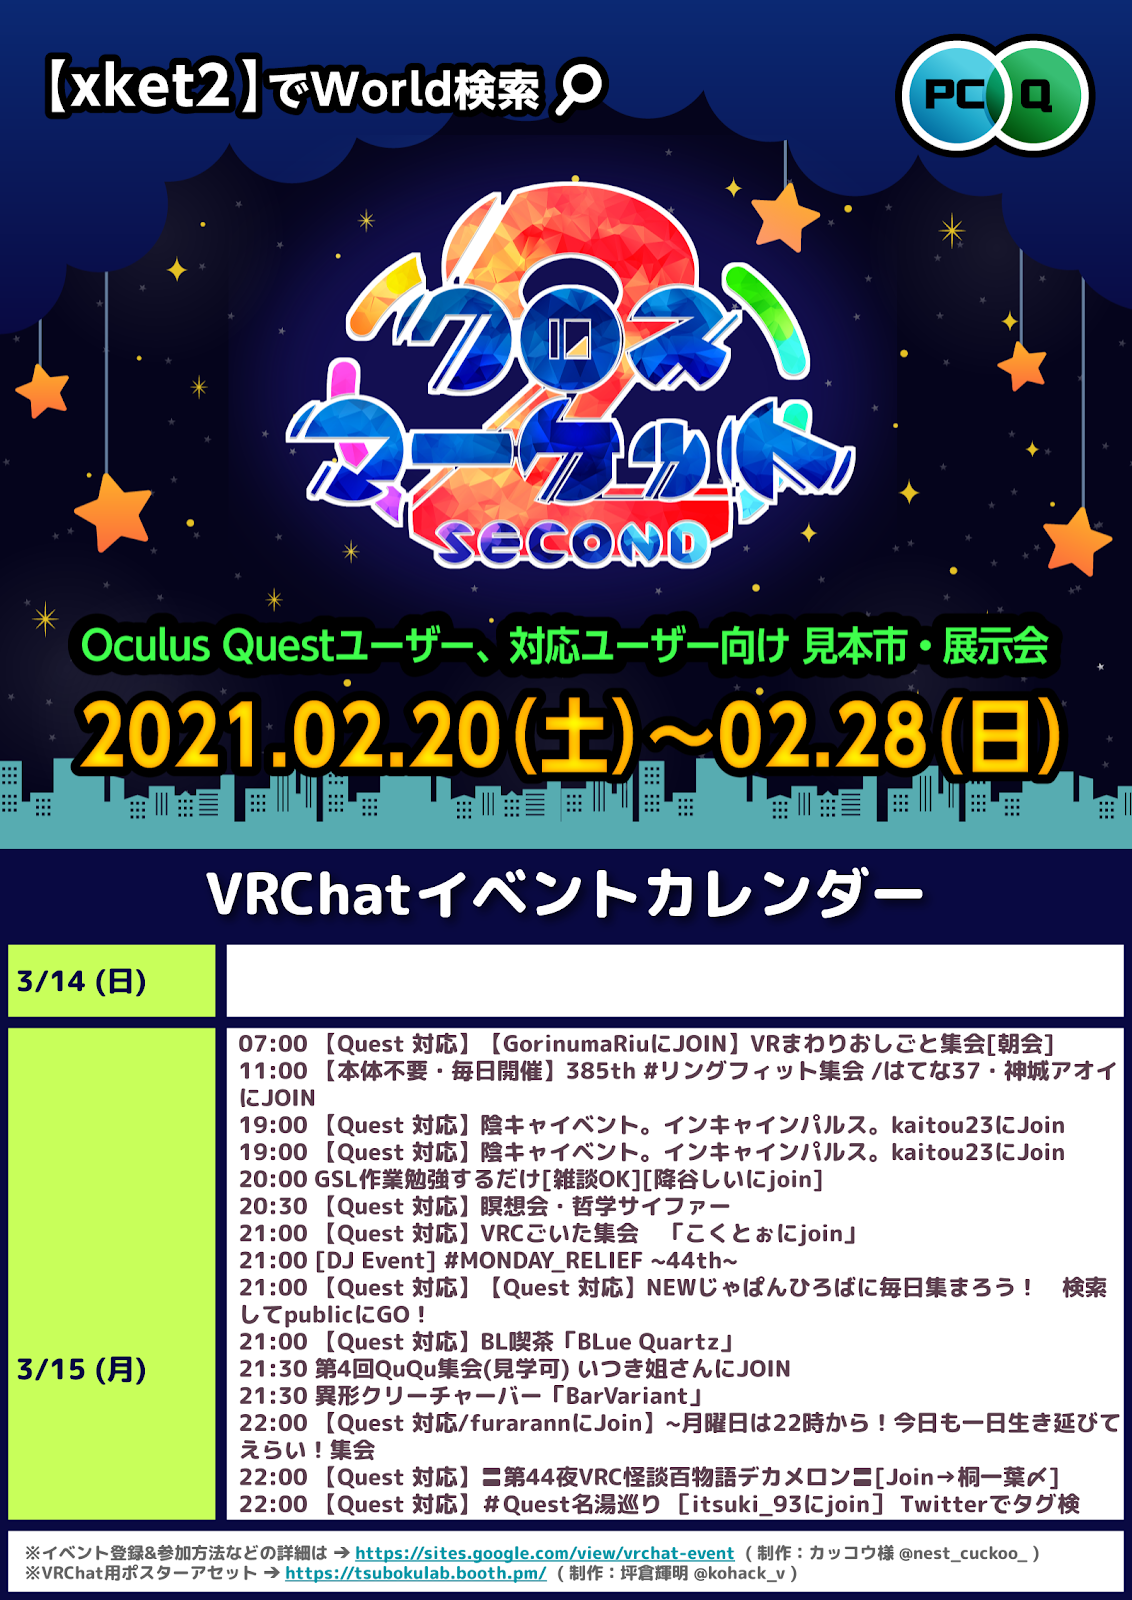 【xket2】でWorld検索
PC Q
2
クロス
マーケット
SECOND
Oculus Questユーザー、対応ユーザー向け 見本市・展示会
2021.02.20(土)～02.28(日)
VRChatイベントカレンダー
3/14 (日)
3/15 (月)
07:00 【Quest 対応】【GorinumaRiuにJOIN】VRまわりおしごと集会[朝会]
11:00 【本体不要・毎日開催】385th #リングフィット集会 /はてな37・神城アオイ
にJOIN
19:00 【Quest 対応】陰キャイベント。インキャインパルス。kaitou23にJoin
19:00 【Quest 対応】陰キャイベント。インキャインパルス。kaitou23にJoin
20:00 GSL作業勉強するだけ[雑談OK][降谷しいにjoin]
20:30 【Quest 対応】瞑想会・哲学サイファー
21:00 【Quest 対応】VRCごいた集会　「こくとぉにjoin」
21:00 [DJ Event] #MONDAY_RELIEF ~44th~
21:00 【Quest 対応】【Quest 対応】NEWじゃぱんひろばに毎日集まろう！　検索
してpublicにGO！
21:00 【Quest 対応】BL喫茶「BLue Quartz」
21:30 第4回QuQu集会(見学可) いつき姐さんにJOIN
21:30 異形クリーチャーバー「BarVariant」
22:00 【Quest 対応/furarannにJoin】~月曜日は22時から！今日も一日生き延びて
えらい！集会
22:00 【Quest 対応】〓第44夜VRC怪談百物語デカメロン〓[Join→桐一葉〆]
22:00 【Quest 対応】＃Quest名湯巡り ［itsuki_93にjoin］ Twitterでタグ検
※イベント登録&参加方法などの詳細は → https://sites.google.com/view/vrchat-event ( 制作：カッコウ様 @nest_cuckoo_ )
※VRChat用ポスターアセット → https://tsubokulab.booth.pm/ ( 制作：坪倉輝明 @kohack_v )